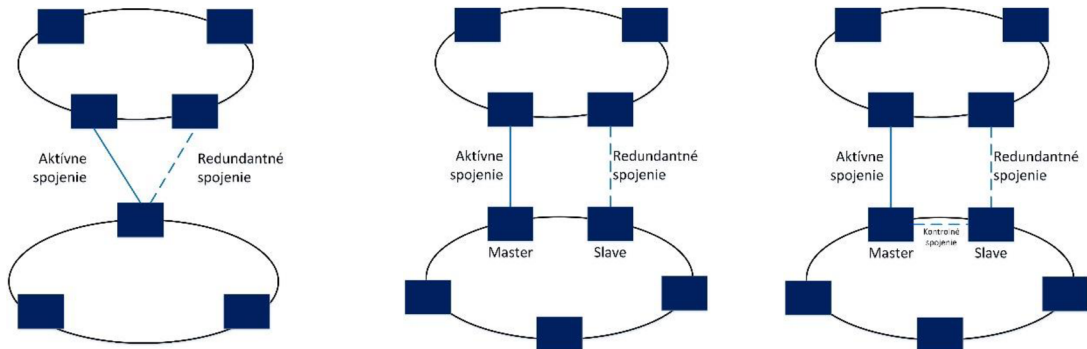 Aktívne
spojenie
Redundantné
spojenie
Aktívne
spojenie
Redundantné
spojenie
Master
Slave
Aktívne
spojenie
Redundantné
spojenie
Kontrolné
spojenie
Master
Slave